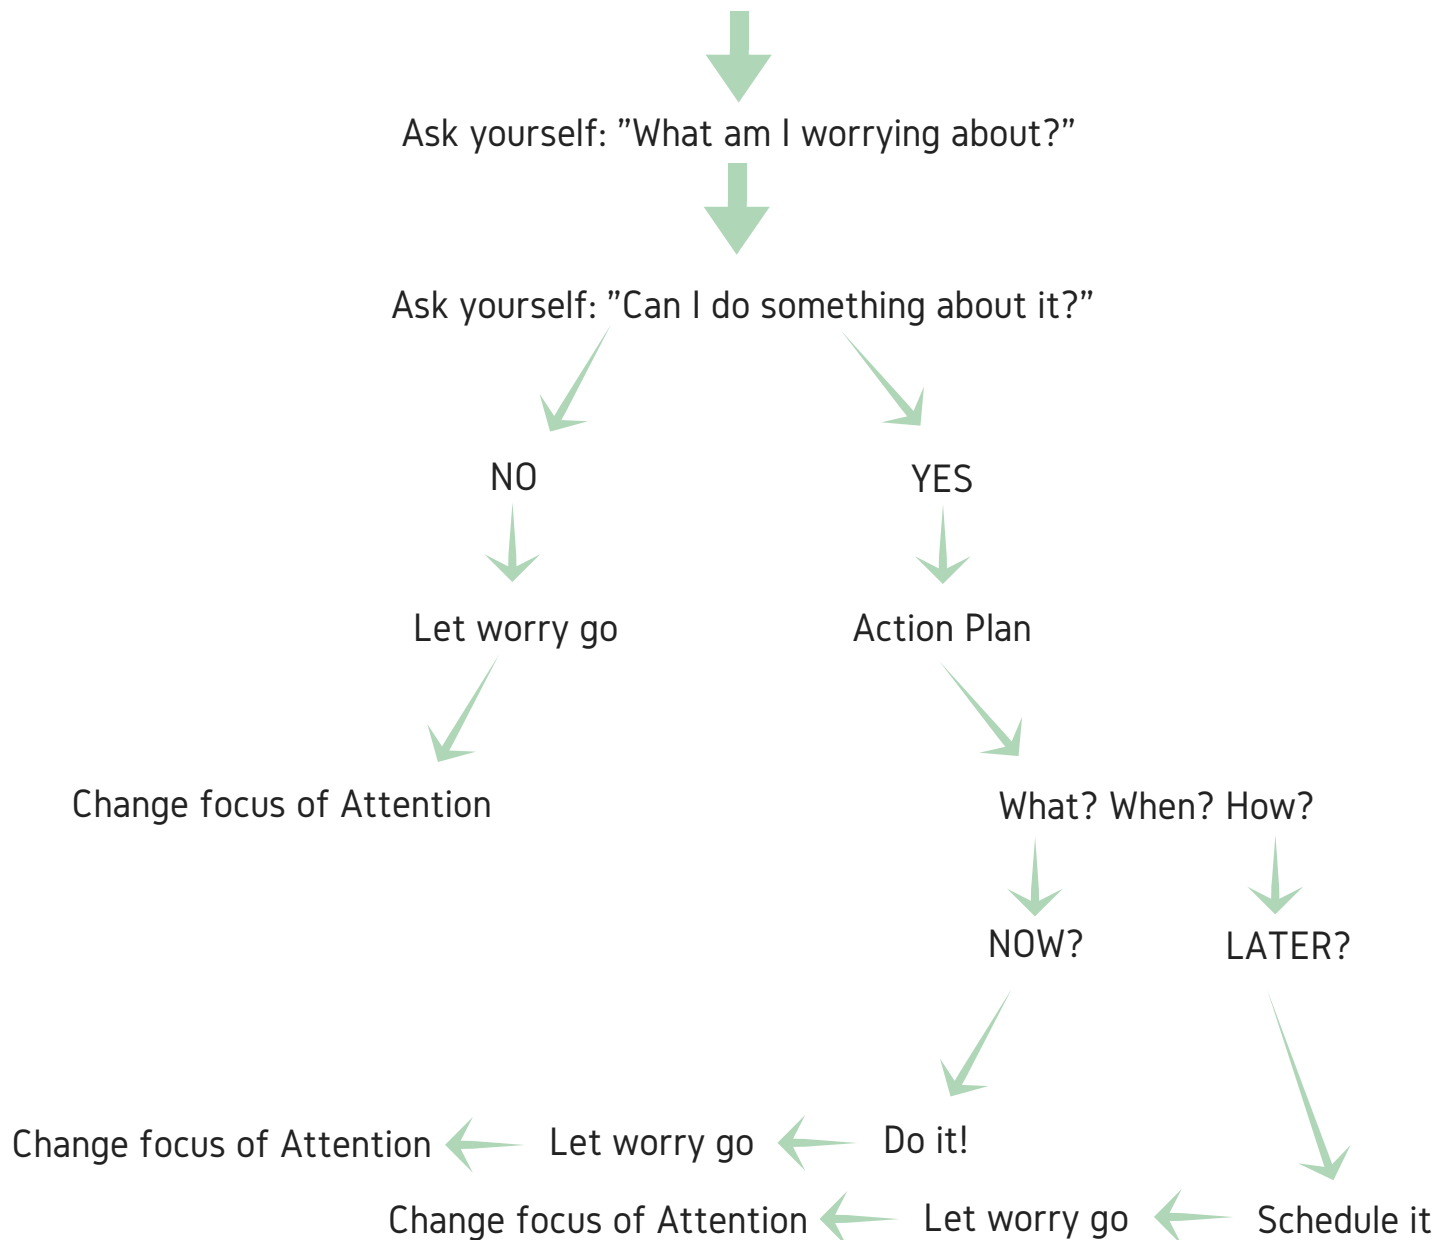 Ask yourself: ”What am I worrying about?”
Ask yourself: ”Can I do something about it?”
NO
YES
Let worry go
Action Plan
Change focus of Attention
What? When? How?
NOW?
LATER?
Change focus of Attention
Let worry go
Do it!
Change focus of Attention
Let worry go
Schedule it